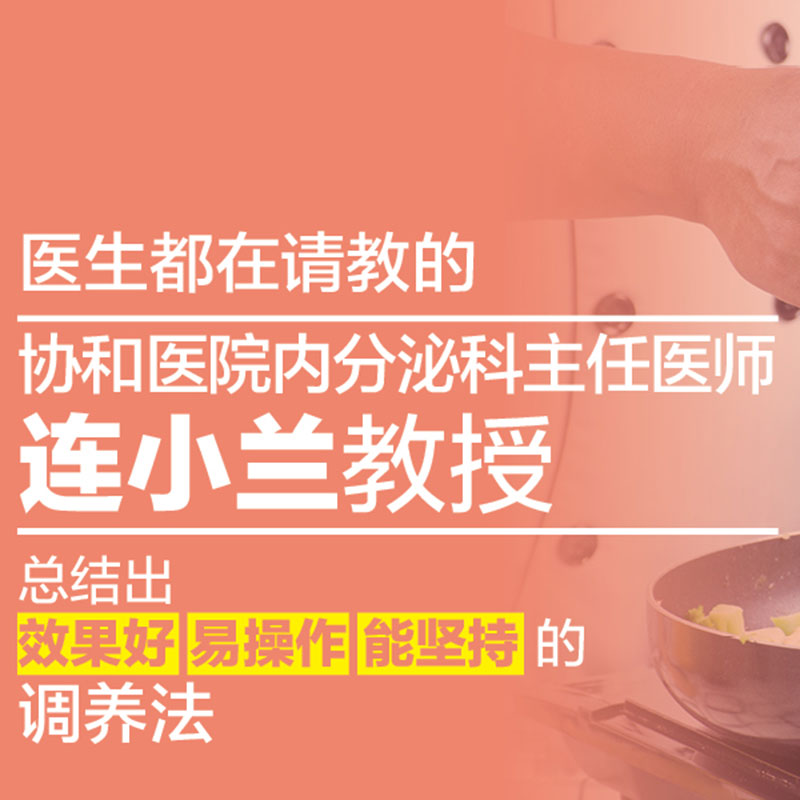 医生都在请教的
协和医院内分泌科主任医师
连小兰教授
总结出
效果好 易操作 能坚持 的
调养法